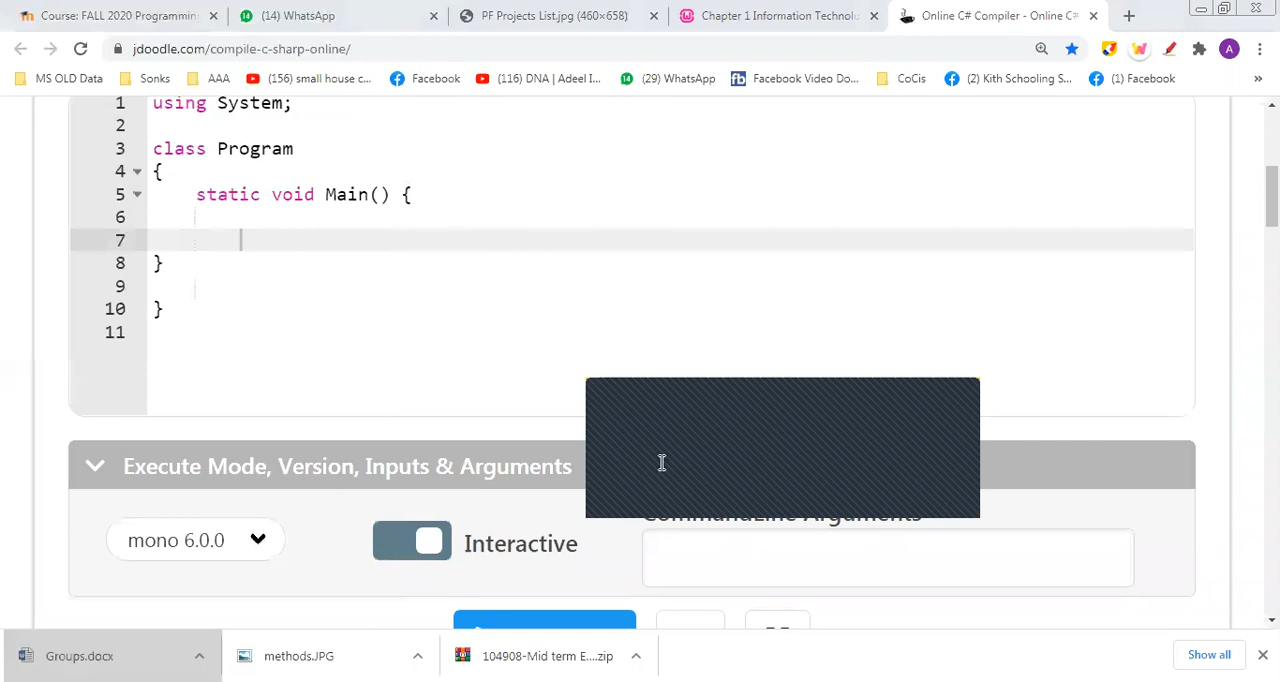 Course: FALL 2020 Programming
(14) WhatsApp
PF Projects List.jpg (460×658)
Chapter 1 Information Technolo
Online C# Compiler - Online C#
jdoodle.com/compile-c-sharp-online/
A
MS OLD Data
Sonks
AAA
(156) small house c...
Facebook
(116) DNA | Adeel I...
(29) WhatsApp
Facebook Video Do...
CoCis
(2) Kith Schooling S...
(1) Facebook
»
1 using System;
2
3 class Program
4 {
5 static void Main() {
6
7
8 }
9
10 }
11
Execute Mode, Version, Inputs & Arguments
CommandLine Arguments
mono 6.0.0
Interactive
Groups.docx
methods.JPG
104908-Mid term E....zip
Show all